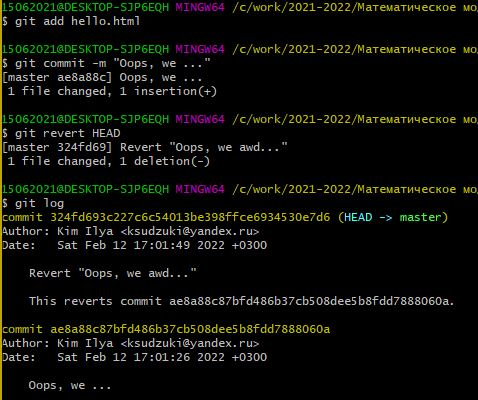 15062021@DESKTOP-SJP6EQH MINGW64 /c/work/2021-2022/Математическое мо
$ git add hello.html
15062021@DESKTOP-SJP6EQH MINGW64 /c/work/2021-2022/Математическое мод
$ git commit -m "Oops, we ..."
[master ae8a88c] Oops, we ...
1 file changed, 1 insertion(+)
15062021@DESKTOP-SJP6EQH MINGW64 /c/work/2021-2022/Математическое мод
$ git revert HEAD
[master 324fd69] Revert "Oops, we awd..."
1 file changed, 1 deletion(-)
15062021@DESKTOP-SJP6EQH MINGW64 /c/work/2021-2022/Математическое мод
$ git log
commit 324fd693c227c6c54013be398ffce6934530e7d6 (HEAD -> master)
Author: Kim Ilya <ksudzuki@yandex.ru>
Date: Sat Feb 12 17:01:49 2022 +0300
Revert "Oops, we awd..."
This reverts commit ae8a88c87bfd486b37cb508dee5b8fdd7888060a.
commit ae8a88c87bfd486b37cb508dee5b8fdd7888060a
Author: Kim Ilya <ksudzuki@yandex.ru>
Date: Sat Feb 12 17:01:26 2022 +0300
Oops, we ...